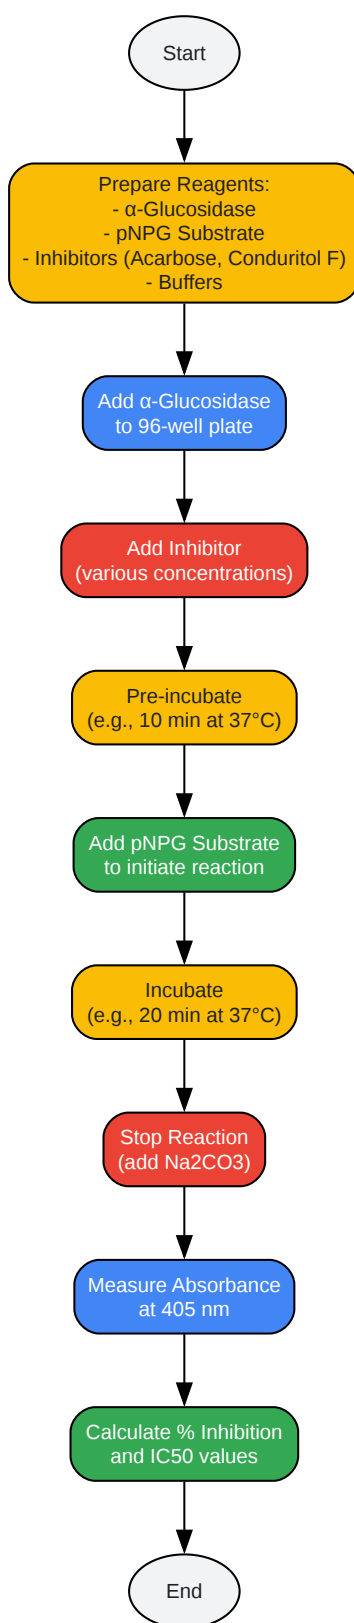 Start
Prepare Reagents:
- α-Glucosidase
- pNPG Substrate
- Inhibitors (Acarbose, Conduritol F)
- Buffers
Add α-Glucosidase
to 96-well plate
Add Inhibitor
(various concentrations)
Pre-incubate
(e.g., 10 min at 37°C)
Add pNPG Substrate
to initiate reaction
Incubate
(e.g., 20 min at 37°C)
Stop Reaction
(add Na2CO3)
Measure Absorbance
at 405 nm
Calculate % Inhibition
and IC50 values
End